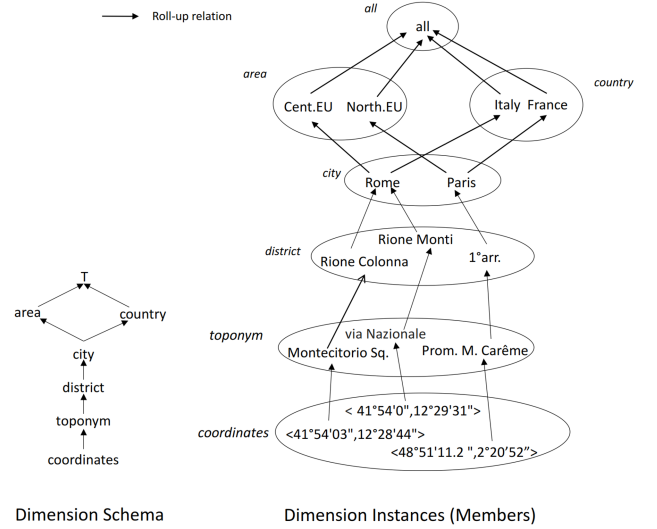 Roll-up relation
all
all
area
country
Cent.EU North.EU
Italy France
city
Rome
Paris
district
Rione Monti
Rione Colonna
1°arr.
T
area
country
city
district
toponym
coordinates
toponym
via Nazionale
Montecitorio Sq.
Prom. M. Carême
coordinates
< 41°54'0",12°29'31">
<41°54'03",12°28'44">
<48°51'11.2 ",2°20’52”>
Dimension Schema
Dimension Instances (Members)